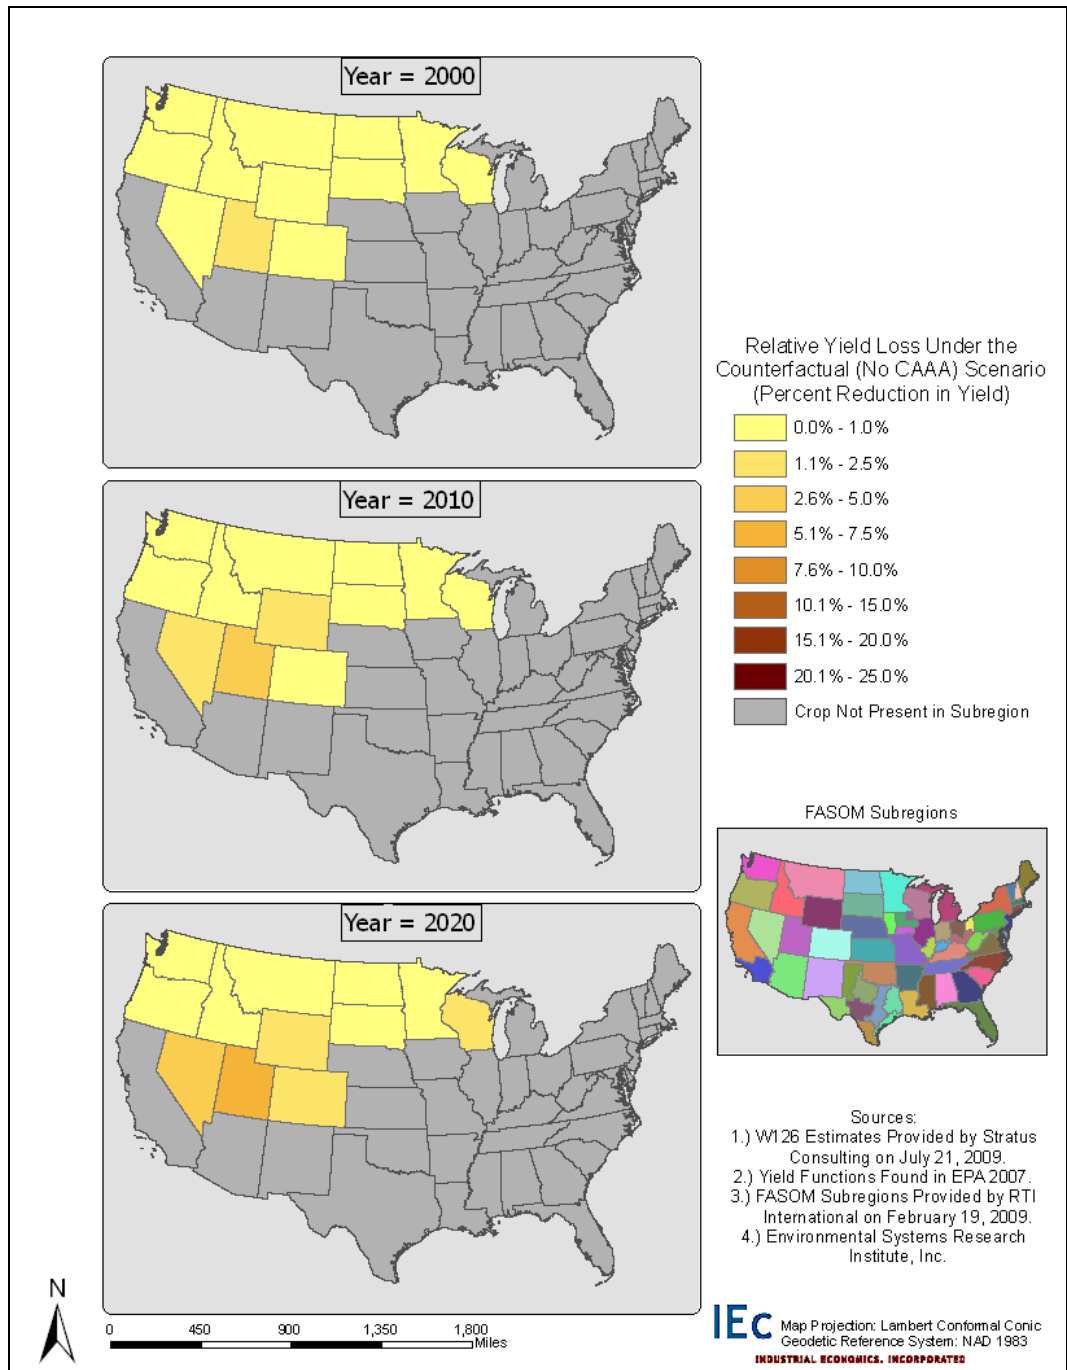 Year = 2000
Year = 2010
Year = 2020
Relative Yield Loss Under the
Counterfactual (No CAAA) Scenario
(Percent Reduction in Yield)
0.0% - 1.0%
1.1% - 2.5%
2.6% - 5.0%
5.1% - 7.5%
7.6% - 10.0%
10.1% - 15.0%
15.1% - 20.0%
20.1% - 25.0%
Crop Not Present in Subregion
FASOM Subregions
Sources:
1.) W126 Estimates Provided by Stratus
Consulting on July 21, 2009.
2.) Yield Functions Found in EPA 2007.
3.) FASOM Subregions Provided by RTI
International on February 19, 2009.
4.) Environmental Systems Research
Institute, Inc.
N
0 450 900 1,350 1,800
Miles
IEc
Map Projection: Lambert Conformal Conic
Geodetic Reference System: NAD 1983
INDUSTRIAL ECONOMICS, INCORPORATED